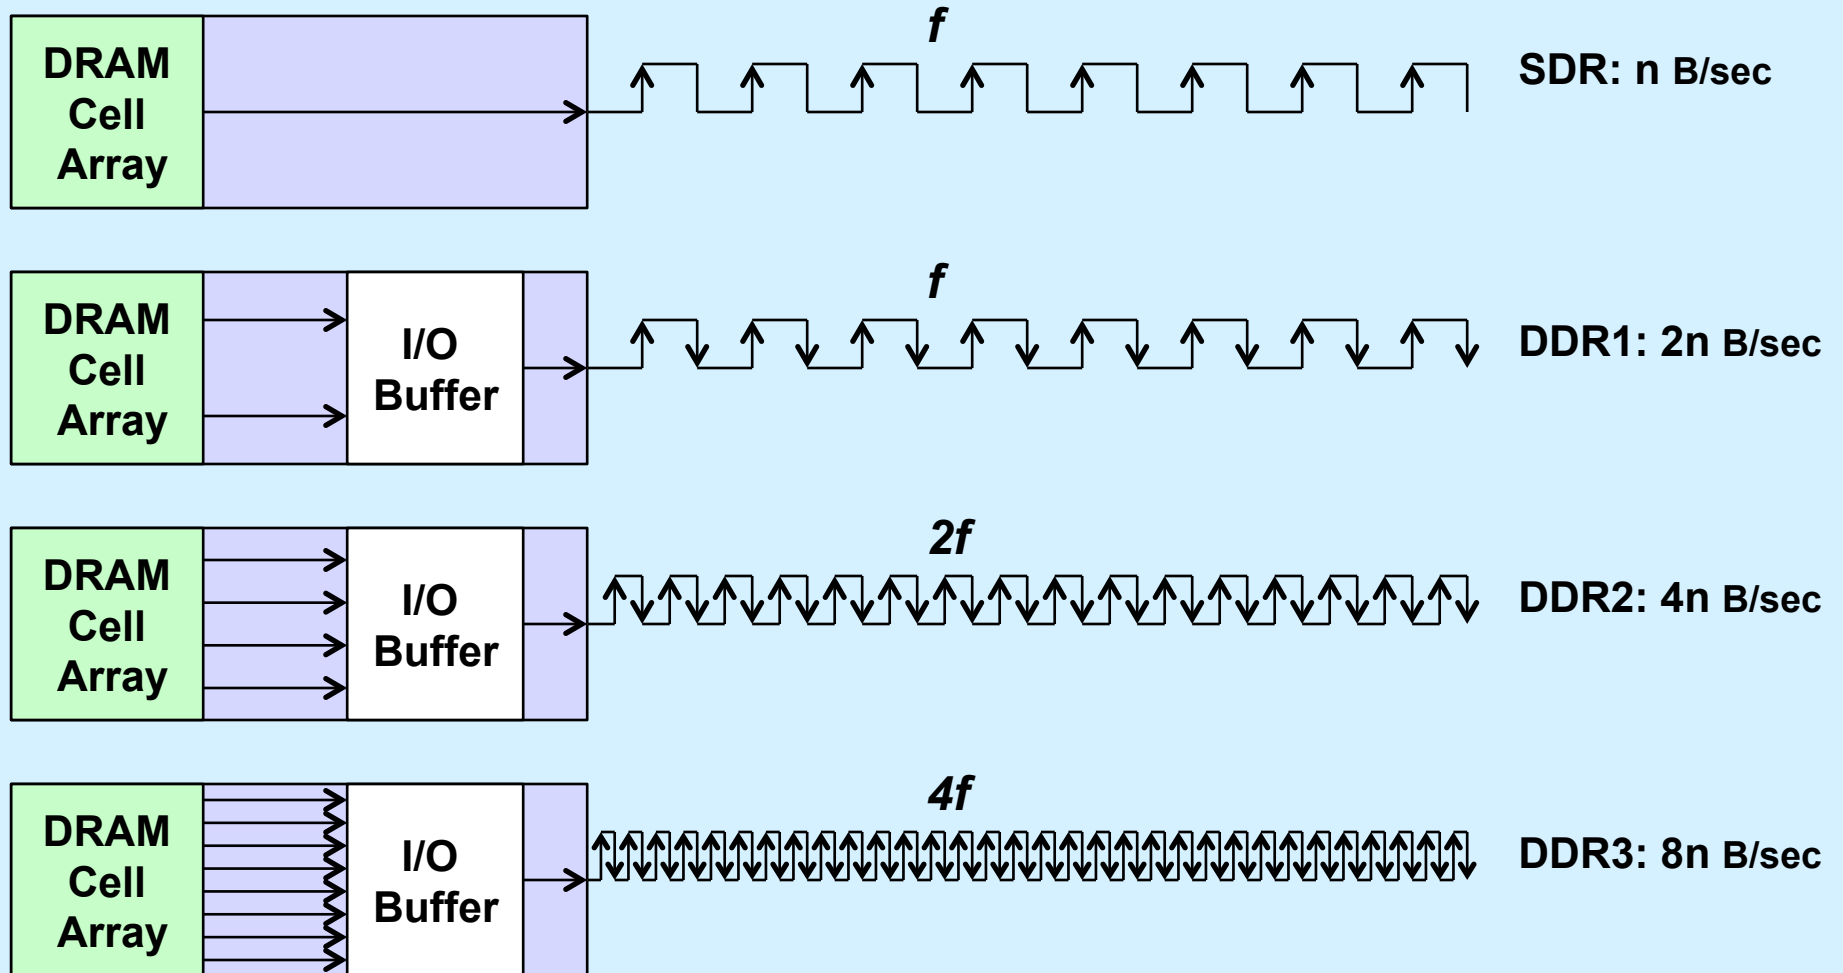 DRAM
Cell
Array
f
SDR: n B/sec
DRAM
Cell
Array
I/O
Buffer
f
DDR1: 2n B/sec
DRAM
Cell
Array
I/O
Buffer
2f
DDR2: 4n B/sec
DRAM
Cell
Array
I/O
Buffer
4f
DDR3: 8n B/sec